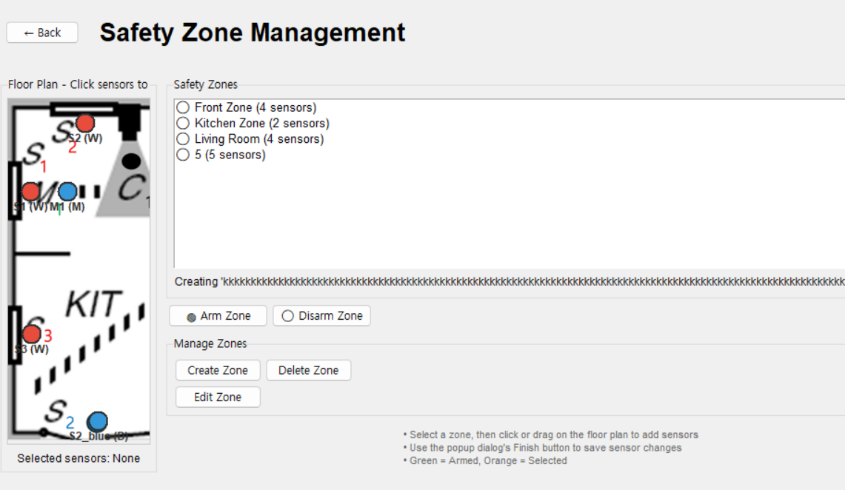 ← Back
Safety Zone Management
Floor Plan - Click sensors to
S
S2 (W)
2
S
1
M
C
1
S1 (W)
M1 (M)
KIT
S
3
S3 (W)
S
2
S2_blue (D)
Selected sensors: None
Safety Zones
Front Zone (4 sensors)
Kitchen Zone (2 sensors)
Living Room (4 sensors)
5 (5 sensors)
Creating 'kkkkkkkkkkkkkkkkkkkkkkkkkkkkkkkkkkkkkkkkkkkkkkkkkkkkkkkkkkkkkkkkkkkkkkkkkkkkkkkkkkkkkkkkkkkkkkkkkkkkkkkkkkkkkkkkkkk
Arm Zone
Disarm Zone
Manage Zones
Create Zone
Delete Zone
Edit Zone
• Select a zone, then click or drag on the floor plan to add sensors
• Use the popup dialog's Finish button to save sensor changes
• Green = Armed, Orange = Selected